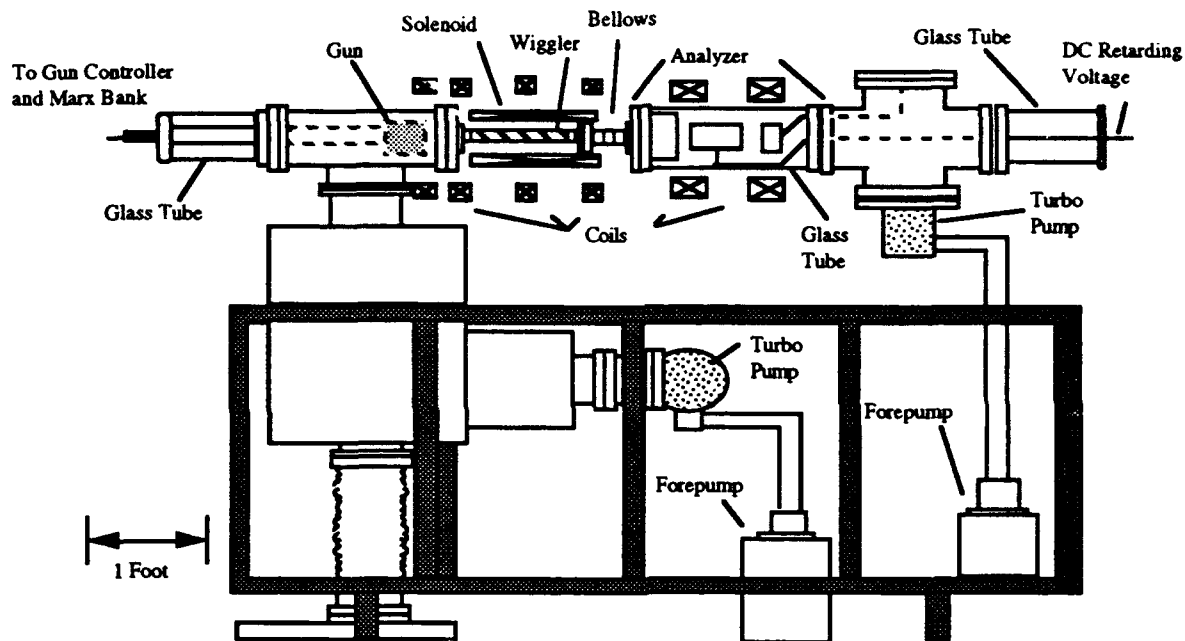 Bellows
Solenoid
Wiggler
Gun
Analyzer
Glass Tube
DC Retarding
Voltage
To Gun Controller
and Marx Bank
Glass Tube
Coils
Glass
Tube
Turbo
Pump
Turbo
Pump
Forepump
Forepump
1 Foot